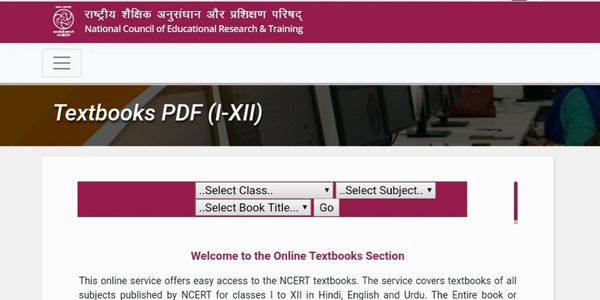 राष्ट्रीय शैक्षिक अनुसंधान और प्रशिक्षण परिषद्
National Council of Educational Research & Training
Textbooks PDF (I-XII)
..Select Class.. ..Select Subject..
..Select Book Title... Go
Welcome to the Online Textbooks Section
This online service offers easy access to the NCERT textbooks. The service covers textbooks of all
subjects published by NCERT for classes I to XII in Hindi, English and Urdu. The Entire book or